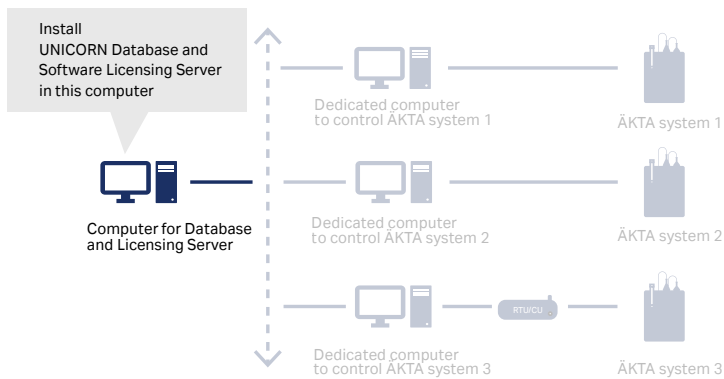 Install
UNICORN Database and
Software Licensing Server
in this computer
Dedicated computer
to control ÄKTA system 1
ÄKTA system 1
Computer for Database
and Licensing Server
Dedicated computer
to control ÄKTA system 2
ÄKTA system 2
RTU/CU
Dedicated computer
to control ÄKTA system 3
ÄKTA system 3